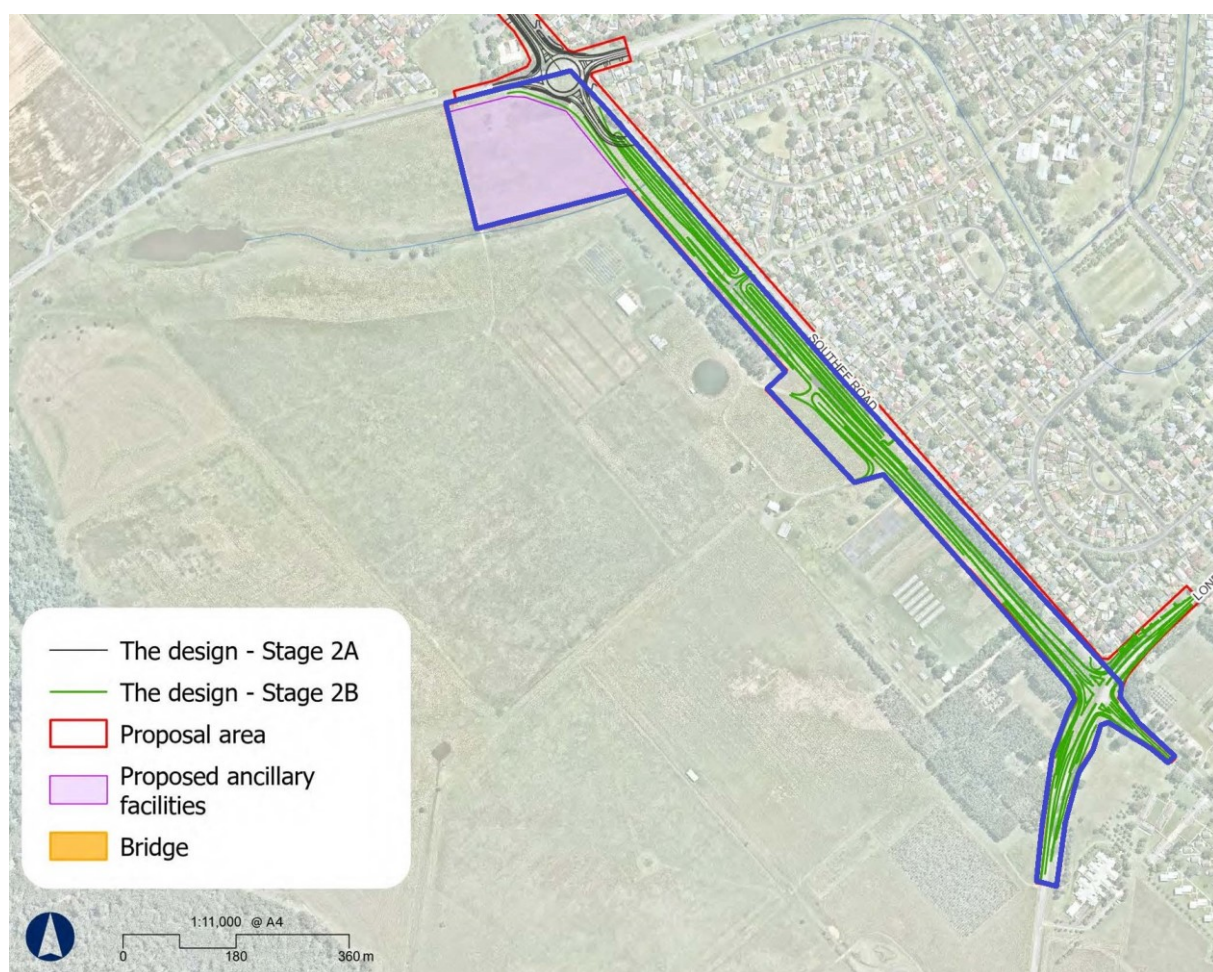 SOUTHEE ROAD
LON
The design - Stage 2A
The design - Stage 2B
Proposal area
Proposed ancillary
facilities
Bridge
1:11,000 @ A4
0 180 360 m